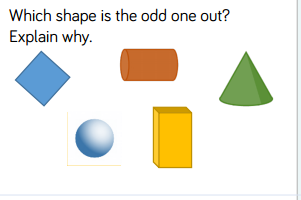 Which shape is the odd one out?
Explain why.